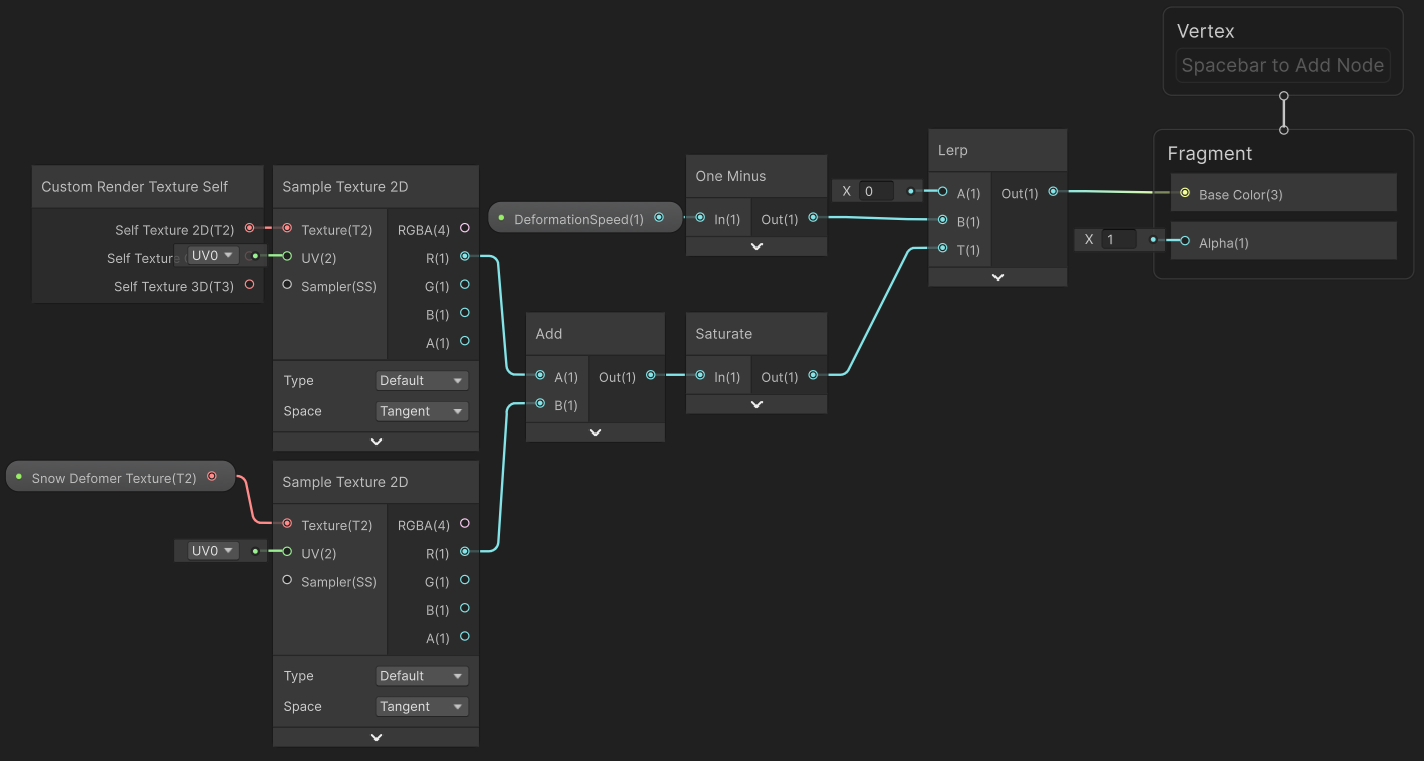 Vertex
Spacebar to Add Node
Fragment
Base Color(3)
X 1
Alpha(1)
Lerp
X 0
A(1)
B(1)
T(1)
Out(1)
One Minus
DeformationSpeed(1)
In(1) Out(1)
Custom Render Texture Self
Self Texture 2D(T2)
Self Texture
Self Texture 3D(T3)
UV0
Sample Texture 2D
Texture(T2)
UV(2)
Sampler(SS)
RGBA(4)
R(1)
G(1)
B(1)
A(1)
Type Default
Space Tangent
Add
A(1) Out(1)
B(1)
Saturate
In(1) Out(1)
Snow Defomer Texture(T2)
UV0
Sample Texture 2D
Texture(T2)
UV(2)
Sampler(SS)
RGBA(4)
R(1)
G(1)
B(1)
A(1)
Type Default
Space Tangent